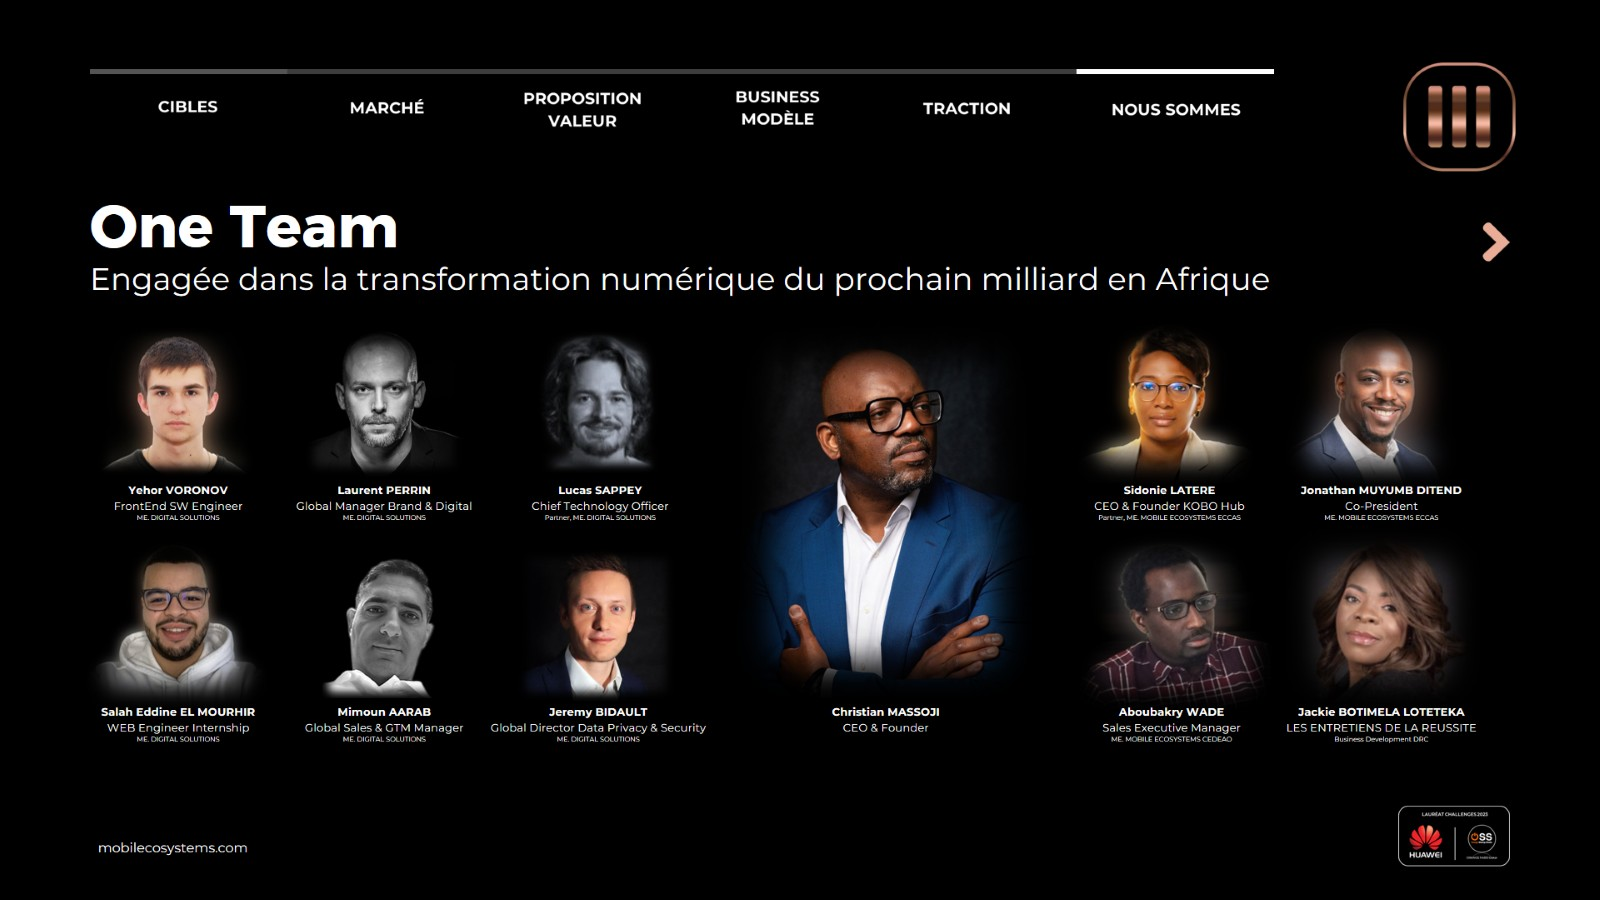 CIBLES
MARCHÉ
PROPOSITION
VALEUR
BUSINESS
MODÈLE
TRACTION
NOUS SOMMES
One Team
Engagée dans la transformation numérique du prochain milliard en Afrique
Yehor VORONOV
FrontEnd SW Engineer
ME. DIGITAL SOLUTIONS
Laurent PERRIN
Global Manager Brand & Digital
ME. DIGITAL SOLUTIONS
Lucas SAPPEY
Chief Technology Officer
Partner, ME. DIGITAL SOLUTIONS
Sidonie LATERE
CEO & Founder KOBO Hub
Partner, ME. MOBILE ECOSYSTEMS ECCAS
Jonathan MUYUMB DITEND
Co-President
ME. MOBILE ECOSYSTEMS ECCAS
Salah Eddine EL MOURHIR
WEB Engineer Internship
ME. DIGITAL SOLUTIONS
Mimoun AARAB
Global Sales & GTM Manager
ME. DIGITAL SOLUTIONS
Jeremy BIDAULT
Global Director Data Privacy & Security
ME. DIGITAL SOLUTIONS
Christian MASSOJI
CEO & Founder
Aboubakry WADE
Sales Executive Manager
ME. MOBILE ECOSYSTEMS CEDEAO
Jackie BOTIMELA LOTETEKA
LES ENTRETIENS DE LA REUSSITE
Business Development DRC
mobilecosystems.com
LAURÉAT CHALLENGES 2023
HUAWEI
OSS